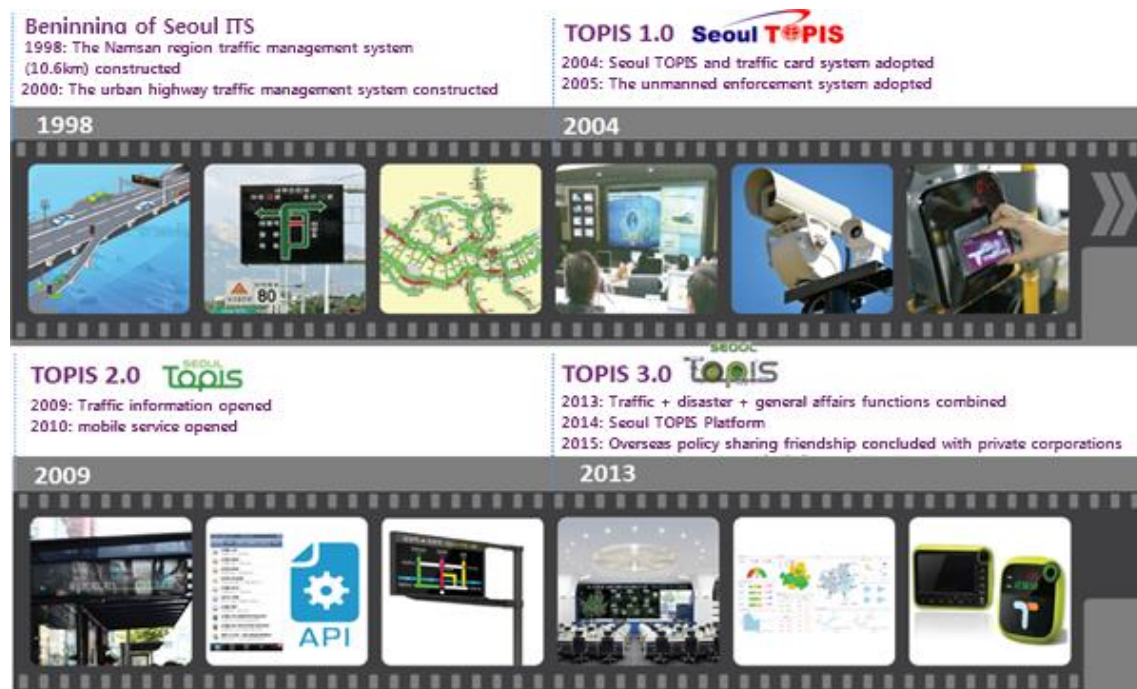 Beninning of Seoul ITS
1998: The Namsan region traffic management system
(10.6km) constructed
2000: The urban highway traffic management system constructed
TOPIS 1.0 Seoul TOPIS
2004: Seoul TOPIS and traffic card system adopted
2005: The unmanned enforcement system adopted
1998
2004
80
TOPIS 2.0 SEOUL Topis
2009: Traffic information opened
2010: mobile service opened
TOPIS 3.0 SEOUL Topis
2013: Traffic + disaster + general affairs functions combined
2014: Seoul TOPIS Platform
2015: Overseas policy sharing friendship concluded with private corporations
2009
2013
API